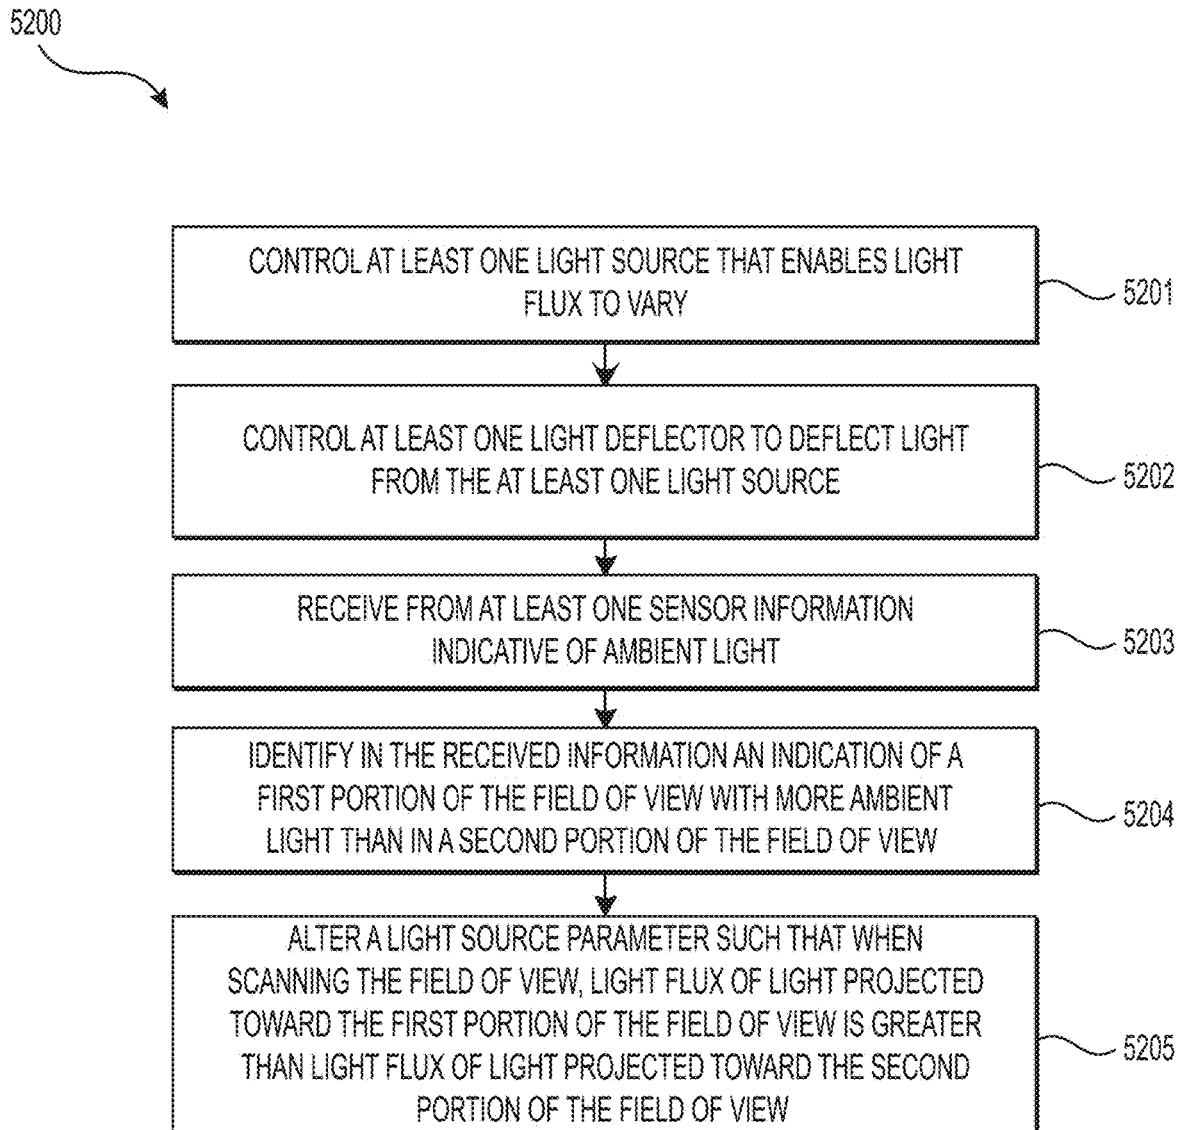 5200
CONTROL AT LEAST ONE LIGHT SOURCE THAT ENABLES LIGHT
FLUX TO VARY
5201
CONTROL AT LEAST ONE LIGHT DEFLECTOR TO DEFLECT LIGHT
FROM THE AT LEAST ONE LIGHT SOURCE
5202
RECEIVE FROM AT LEAST ONE SENSOR INFORMATION
INDICATIVE OF AMBIENT LIGHT
5203
IDENTIFY IN THE RECEIVED INFORMATION AN INDICATION OF A
FIRST PORTION OF THE FIELD OF VIEW WITH MORE AMBIENT
LIGHT THAN IN A SECOND PORTION OF THE FIELD OF VIEW
5204
ALTER A LIGHT SOURCE PARAMETER SUCH THAT WHEN
SCANNING THE FIELD OF VIEW, LIGHT FLUX OF LIGHT PROJECTED
TOWARD THE FIRST PORTION OF THE FIELD OF VIEW IS GREATER
THAN LIGHT FLUX OF LIGHT PROJECTED TOWARD THE SECOND
PORTION OF THE FIELD OF VIEW
5205